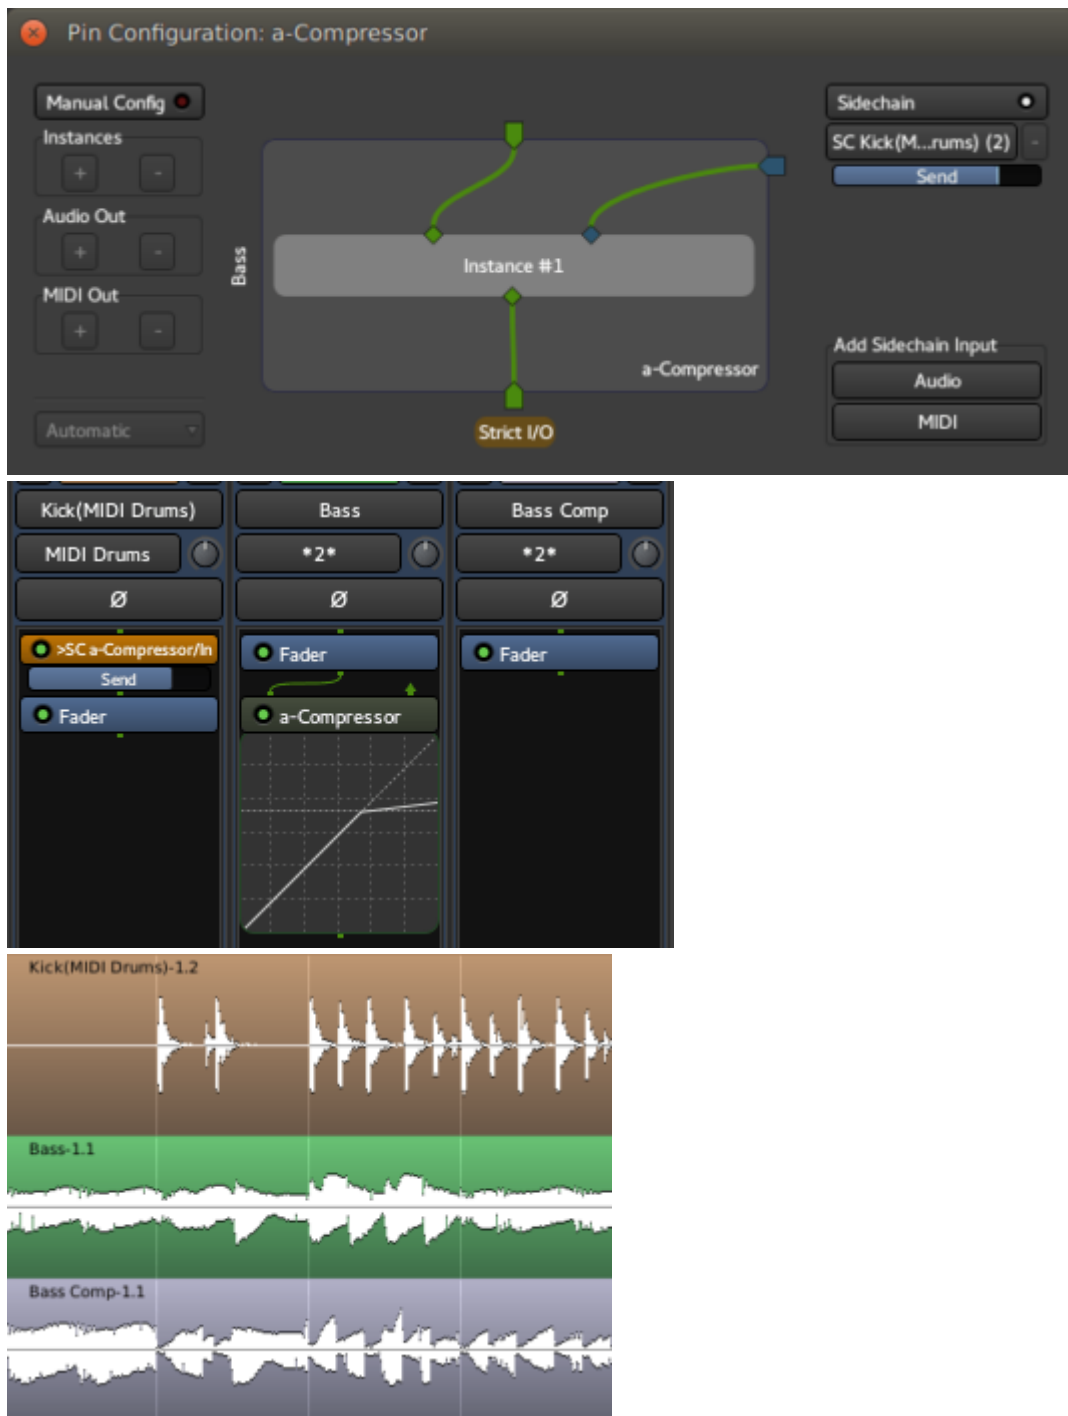 Pin Configuration: a-Compressor
Manual Config
Sidechain
Instances
SC Kick(M...rums) (2)
-
+ -
Send
Audio Out
+ -
Bass
Instance #1
MIDI Out
+ -
Add Sidechain Input
a-Compressor
Audio
Automatic
Strict I/O
MIDI
Kick(MIDI Drums)
Bass
Bass Comp
MIDI Drums
*2*
*2*
Ø
Ø
Ø
>SC a-Compressor/In
Fader
Fader
Send
Fader
a-Compressor
Kick(MIDI Drums)-1.2
Bass-1.1
Bass Comp-1.1